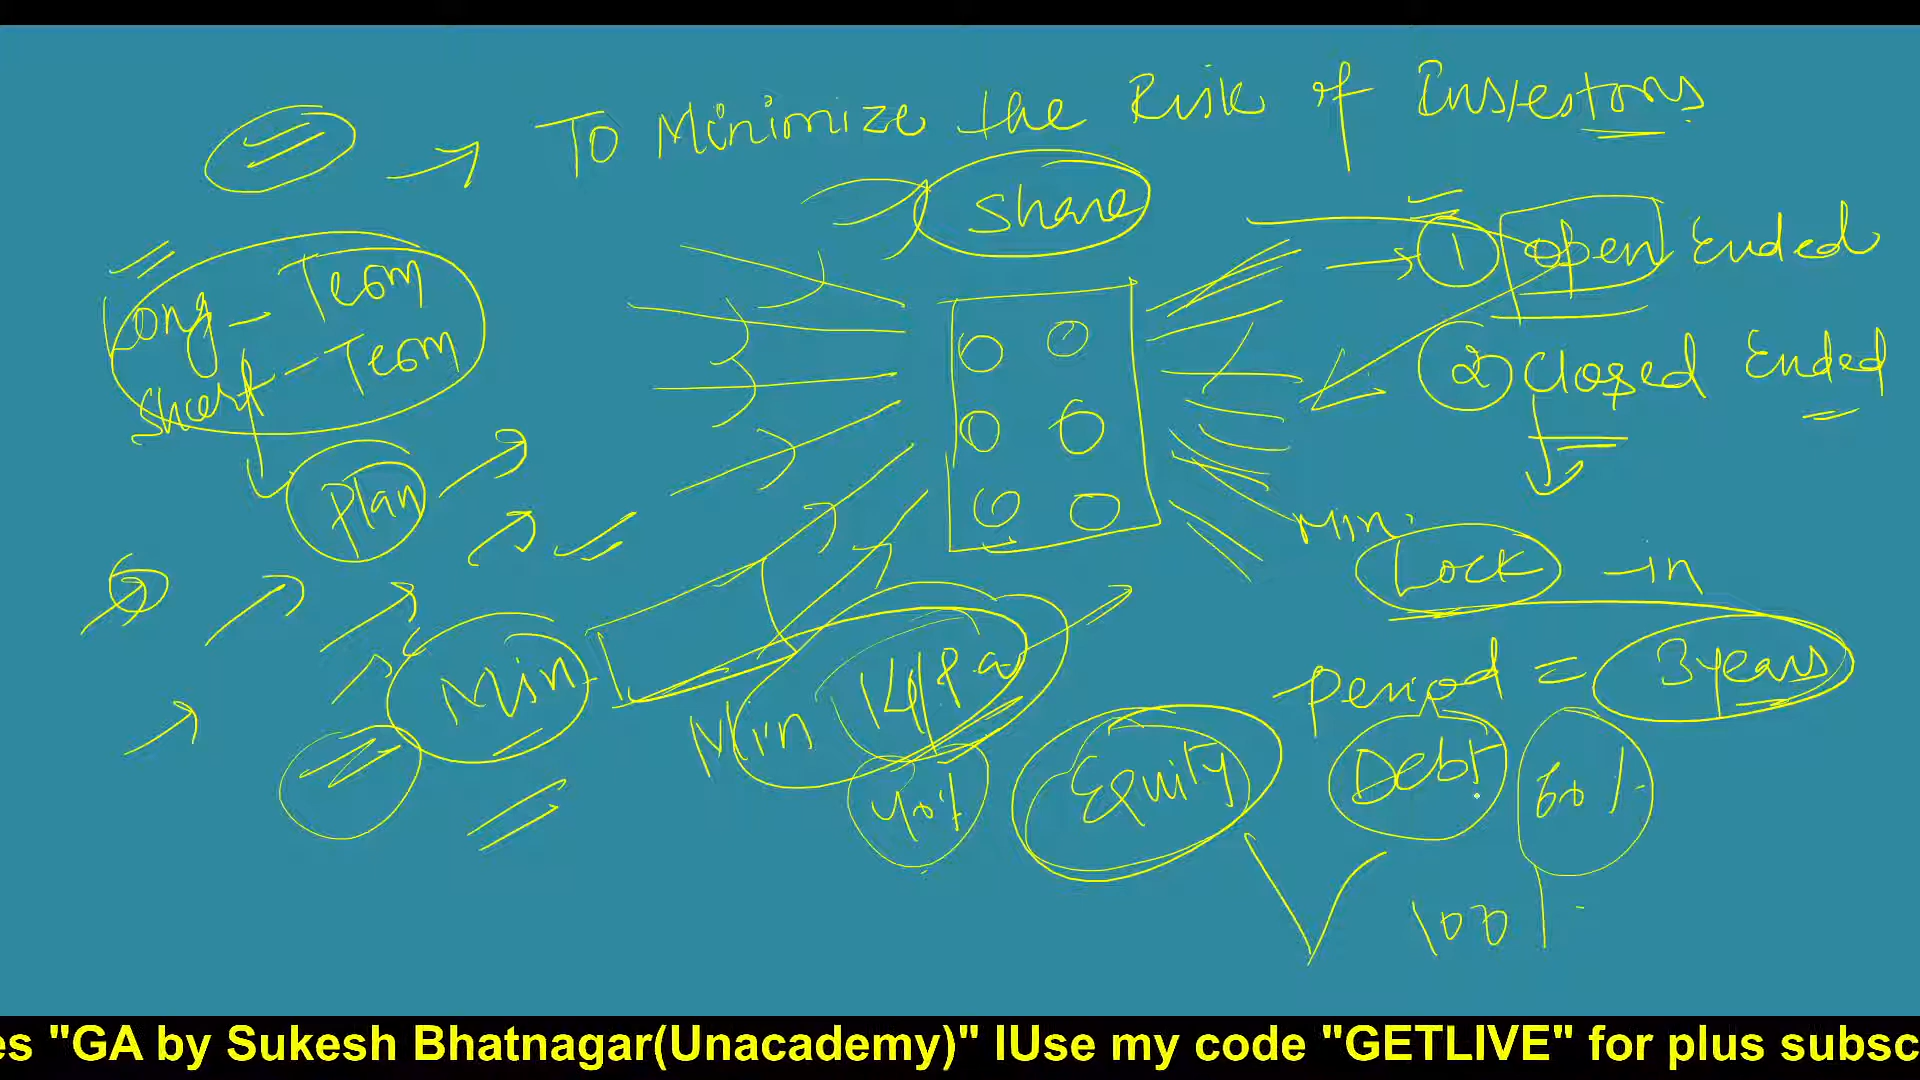 To Minimize the Risk of Investors
Share
1 open Ended
Long-Term
Short-Term
2 Closed Ended
Plan
Min.
Lock-in
Period = 3 years
Min
Min 14% Pa
Equity
Debt
40%
60%
100%
es "GA by Sukesh Bhatnagar(Unacademy)" lUse my code "GETLIVE" for plus subsc